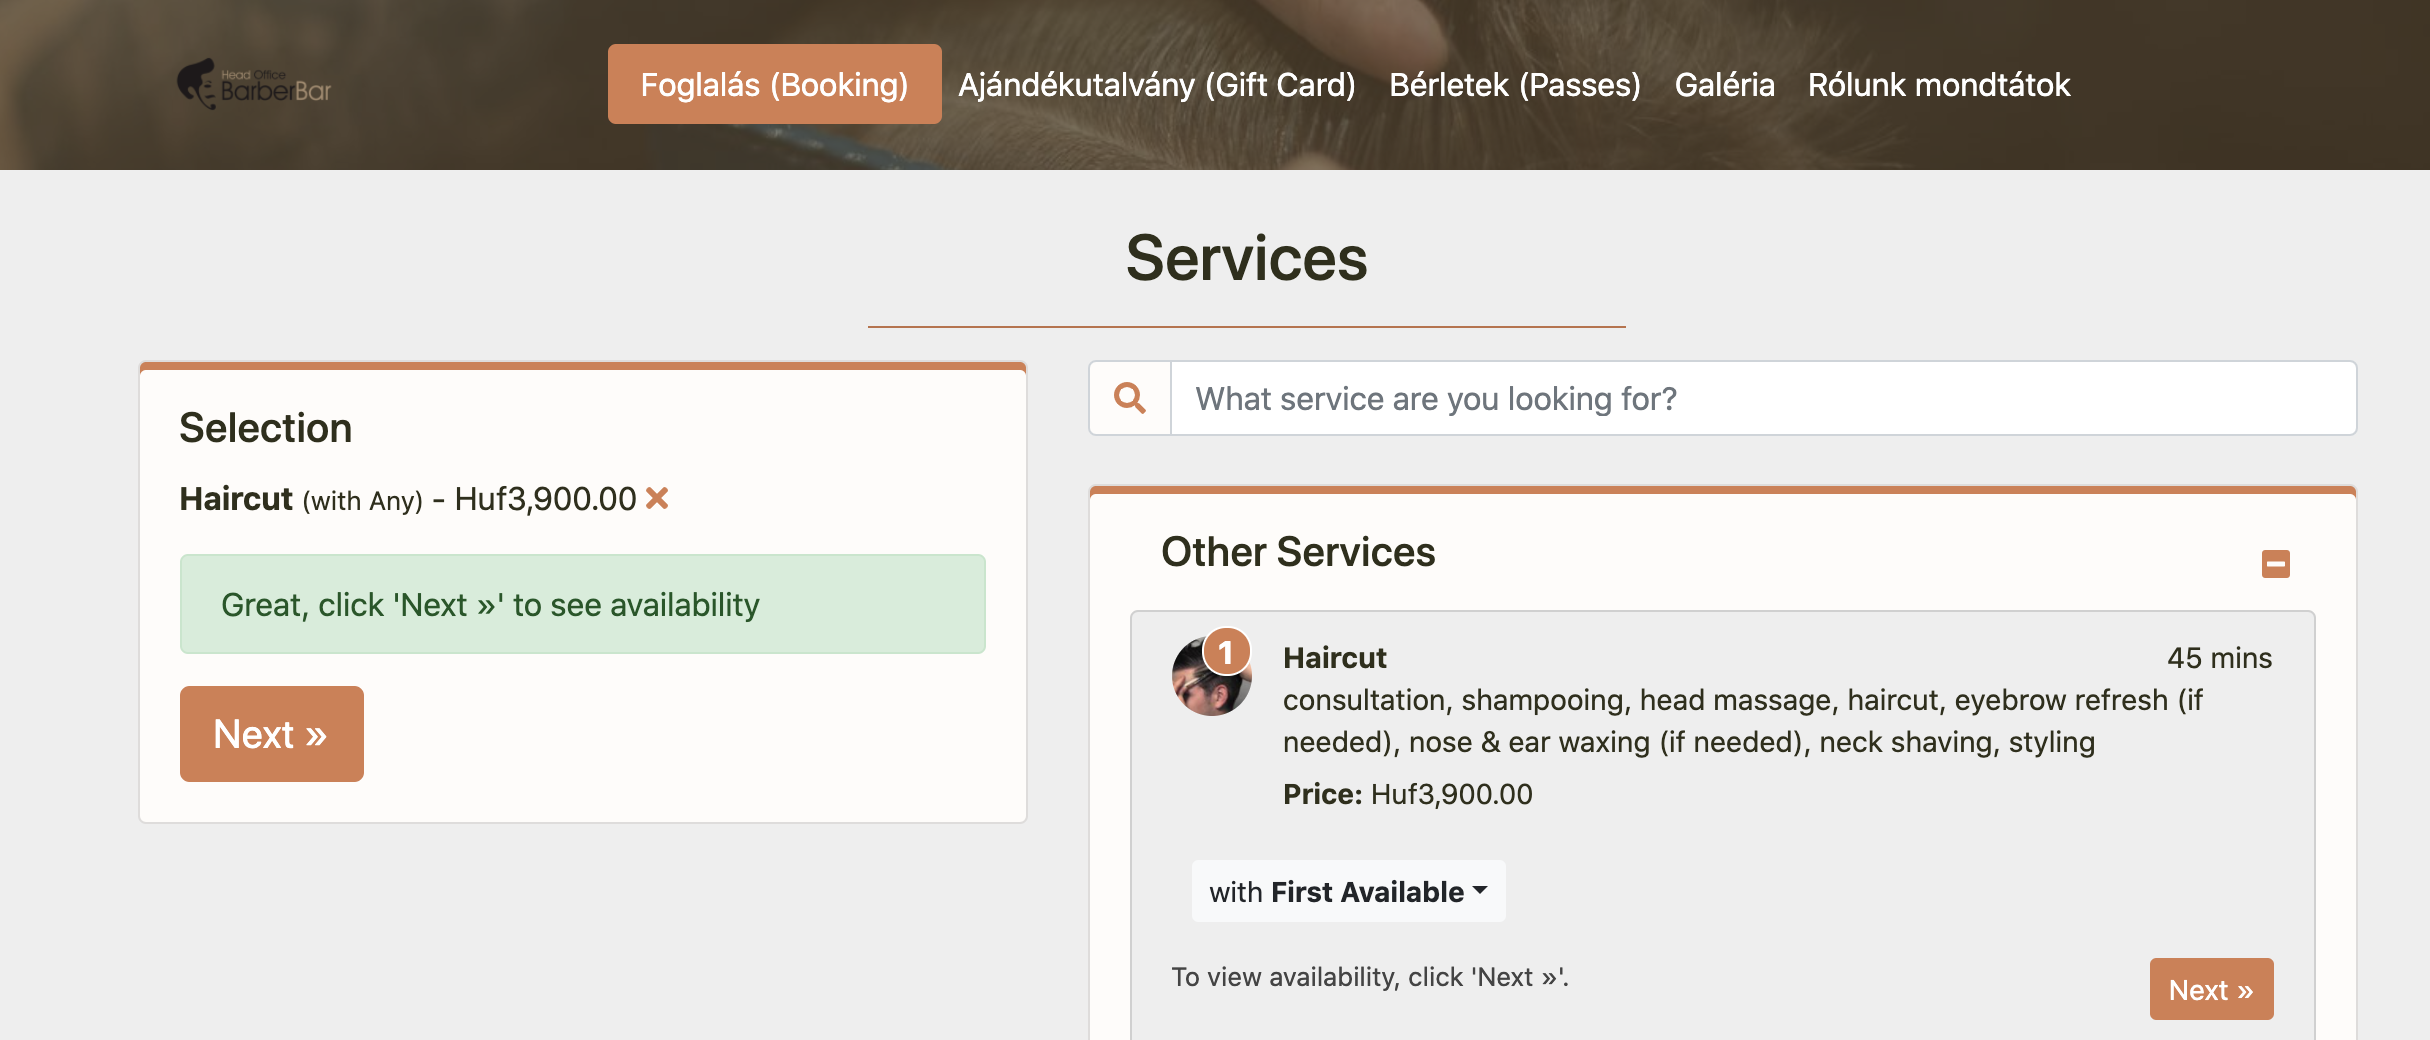 Head Office
BarberBar
Foglalás (Booking)
Ajándékutalvány (Gift Card)
Bérletek (Passes)
Galéria
Rólunk mondtátok
Services
Selection
Haircut (with Any) - Huf3,900.00
Great, click 'Next »' to see availability
Next »
What service are you looking for?
Other Services
1
Haircut
45 mins
consultation, shampooing, head massage, haircut, eyebrow refresh (if
needed), nose & ear waxing (if needed), neck shaving, styling
Price: Huf3,900.00
with First Available
To view availability, click 'Next »'.
Next »